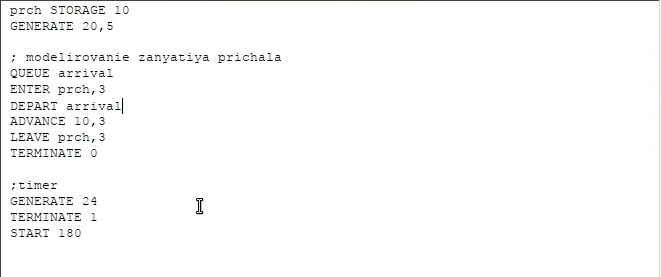 prch STORAGE 10
GENERATE 20,5
; modelirovanie zanyatiya prichala
QUEUE arrival
ENTER prch,3
DEPART arrival
ADVANCE 10,3
LEAVE prch,3
TERMINATE 0
;timer
GENERATE 24
TERMINATE 1
START 180